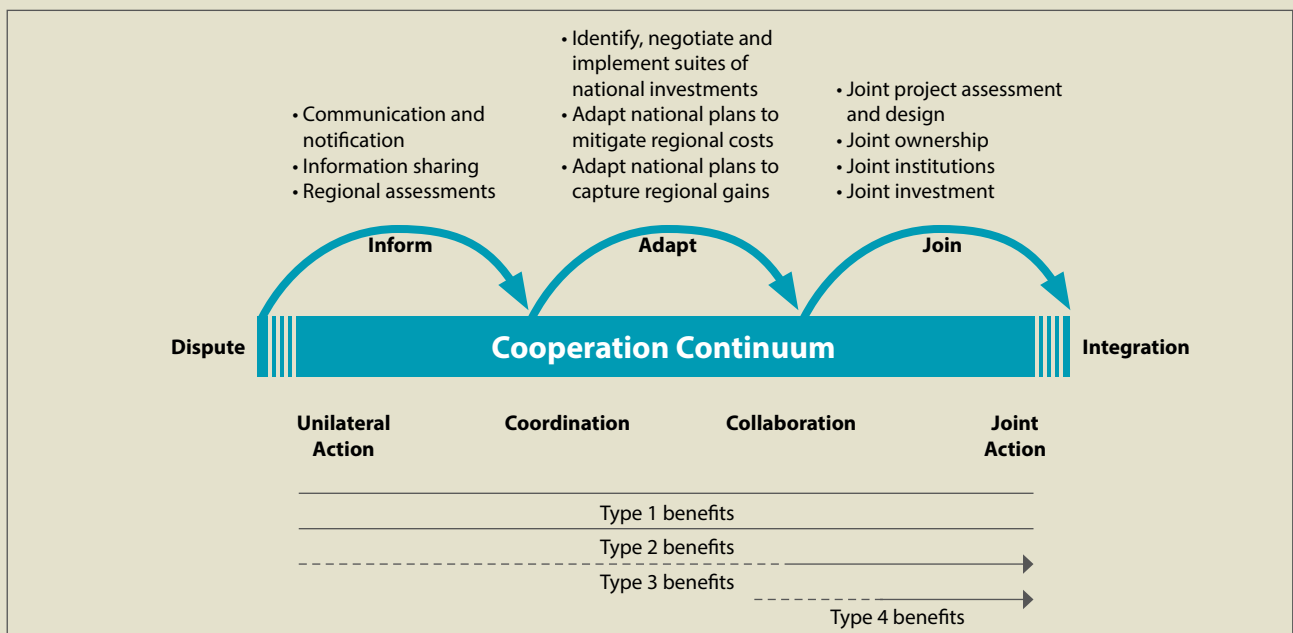 • Communication and
notification
• Information sharing
• Regional assessments
• Identify, negotiate and
implement suites of
national investments
• Adapt national plans to
mitigate regional costs
• Adapt national plans to
capture regional gains
• Joint project assessment
and design
• Joint ownership
• Joint institutions
• Joint investment
Inform
Adapt
Join
Dispute
Cooperation Continuum
Integration
Unilateral
Action
Coordination
Collaboration
Joint
Action
Type 1 benefits
Type 2 benefits
Type 3 benefits
Type 4 benefits